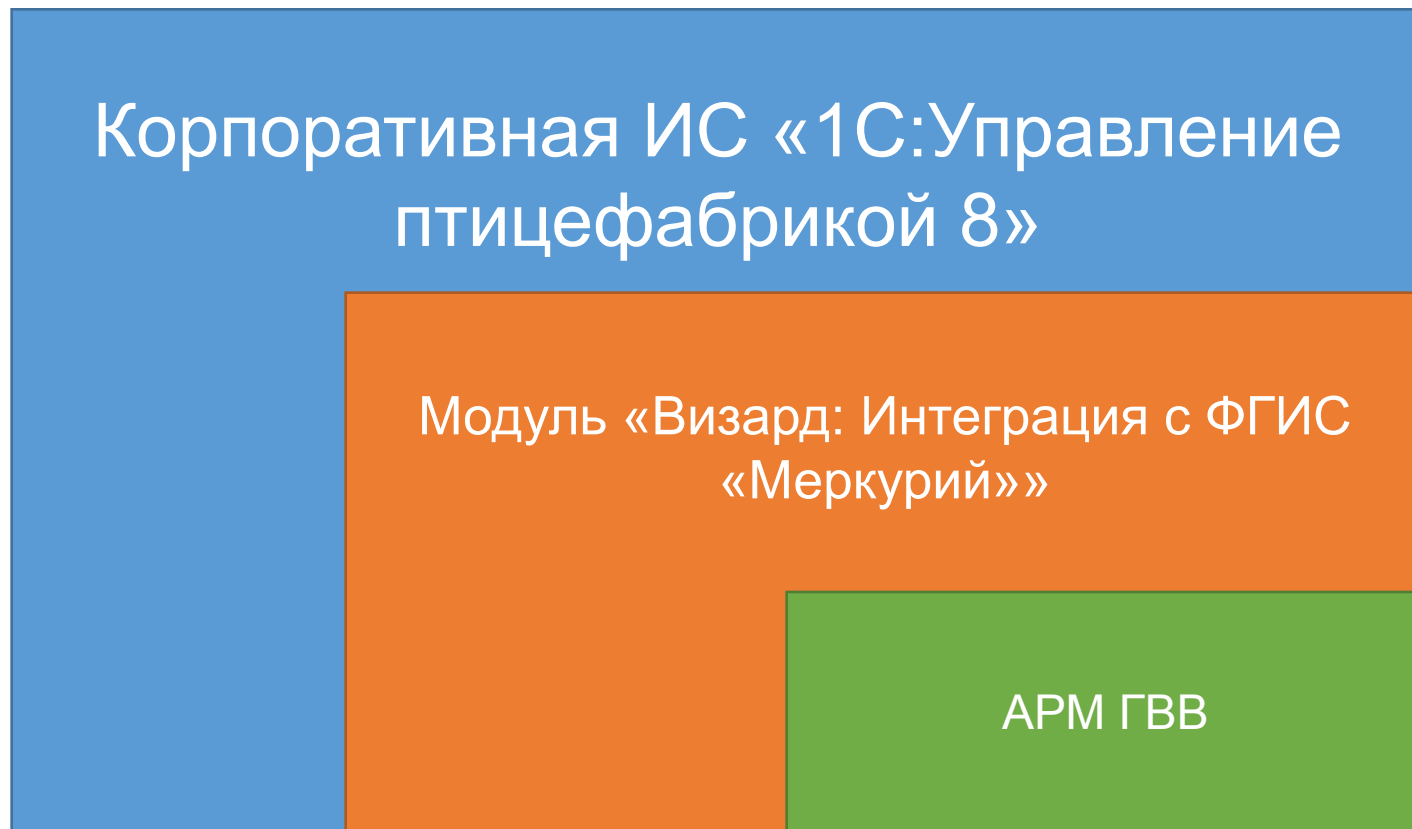 Корпоративная ИС «1С:Управление
птицефабрикой 8»
Модуль «Визард: Интеграция с ФГИС
«Меркурий»»
АРМ ГВВ